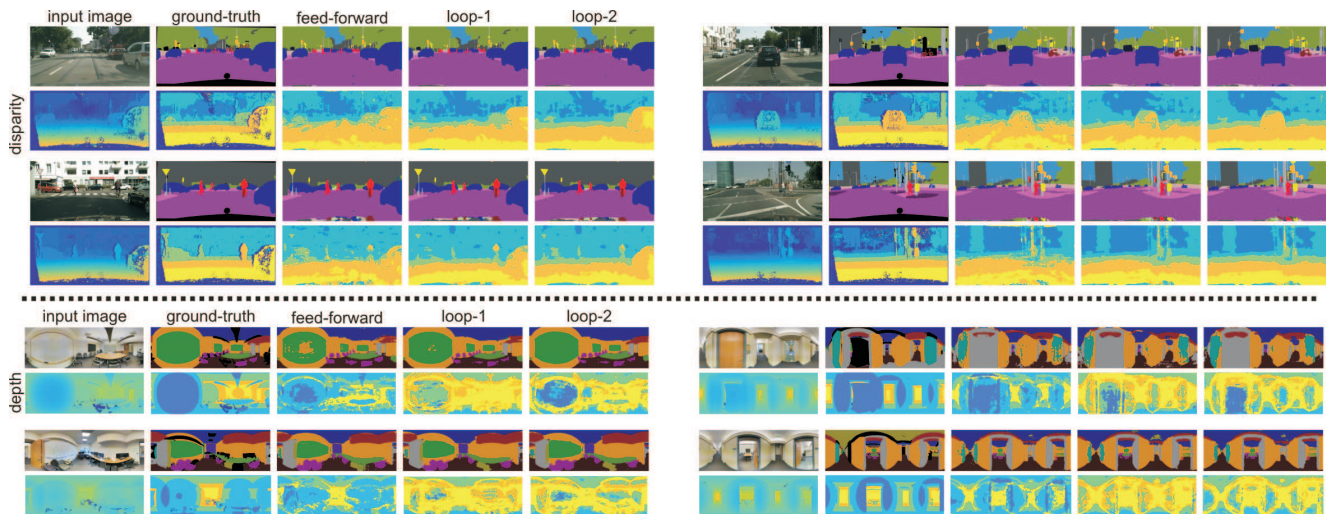 input image ground-truth feed-forward loop-1 loop-2
disparity
input image ground-truth feed-forward loop-1 loop-2
depth